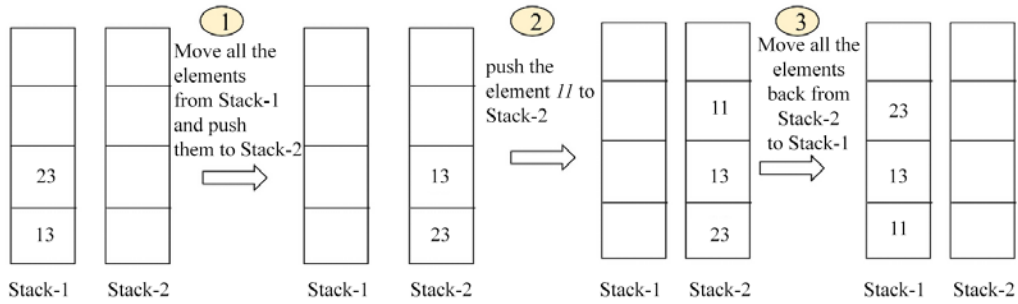 1
Move all the
elements
from Stack-1
and push
them to Stack-2
2
push the
element 11 to
Stack-2
3
Move all the
elements
back from
Stack-2
to Stack-1
23
13
13
23
11
13
23
23
13
11
Stack-1 Stack-2 Stack-1 Stack-2 Stack-1 Stack-2 Stack-1 Stack-2